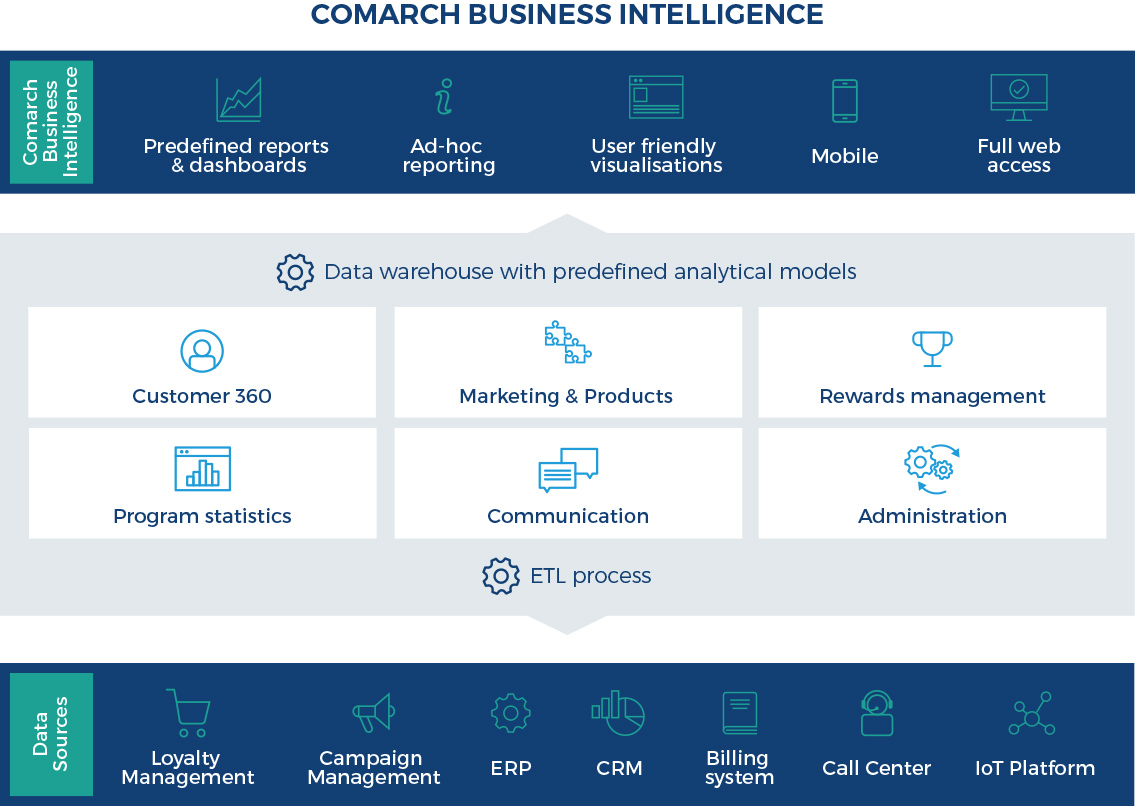 COMARCH BUSINESS INTELLIGENCE
Comarch
Business
Intelligence
Predefined reports
& dashboards
Ad-hoc
reporting
User friendly
visualisations
Mobile
Full web
access
Data warehouse with predefined analytical models
Customer 360
Marketing & Products
Rewards management
Program statistics
Communication
Administration
ETL process
Data
Sources
Loyalty
Management
Campaign
Management
ERP
CRM
Billing
system
Call Center
IoT Platform